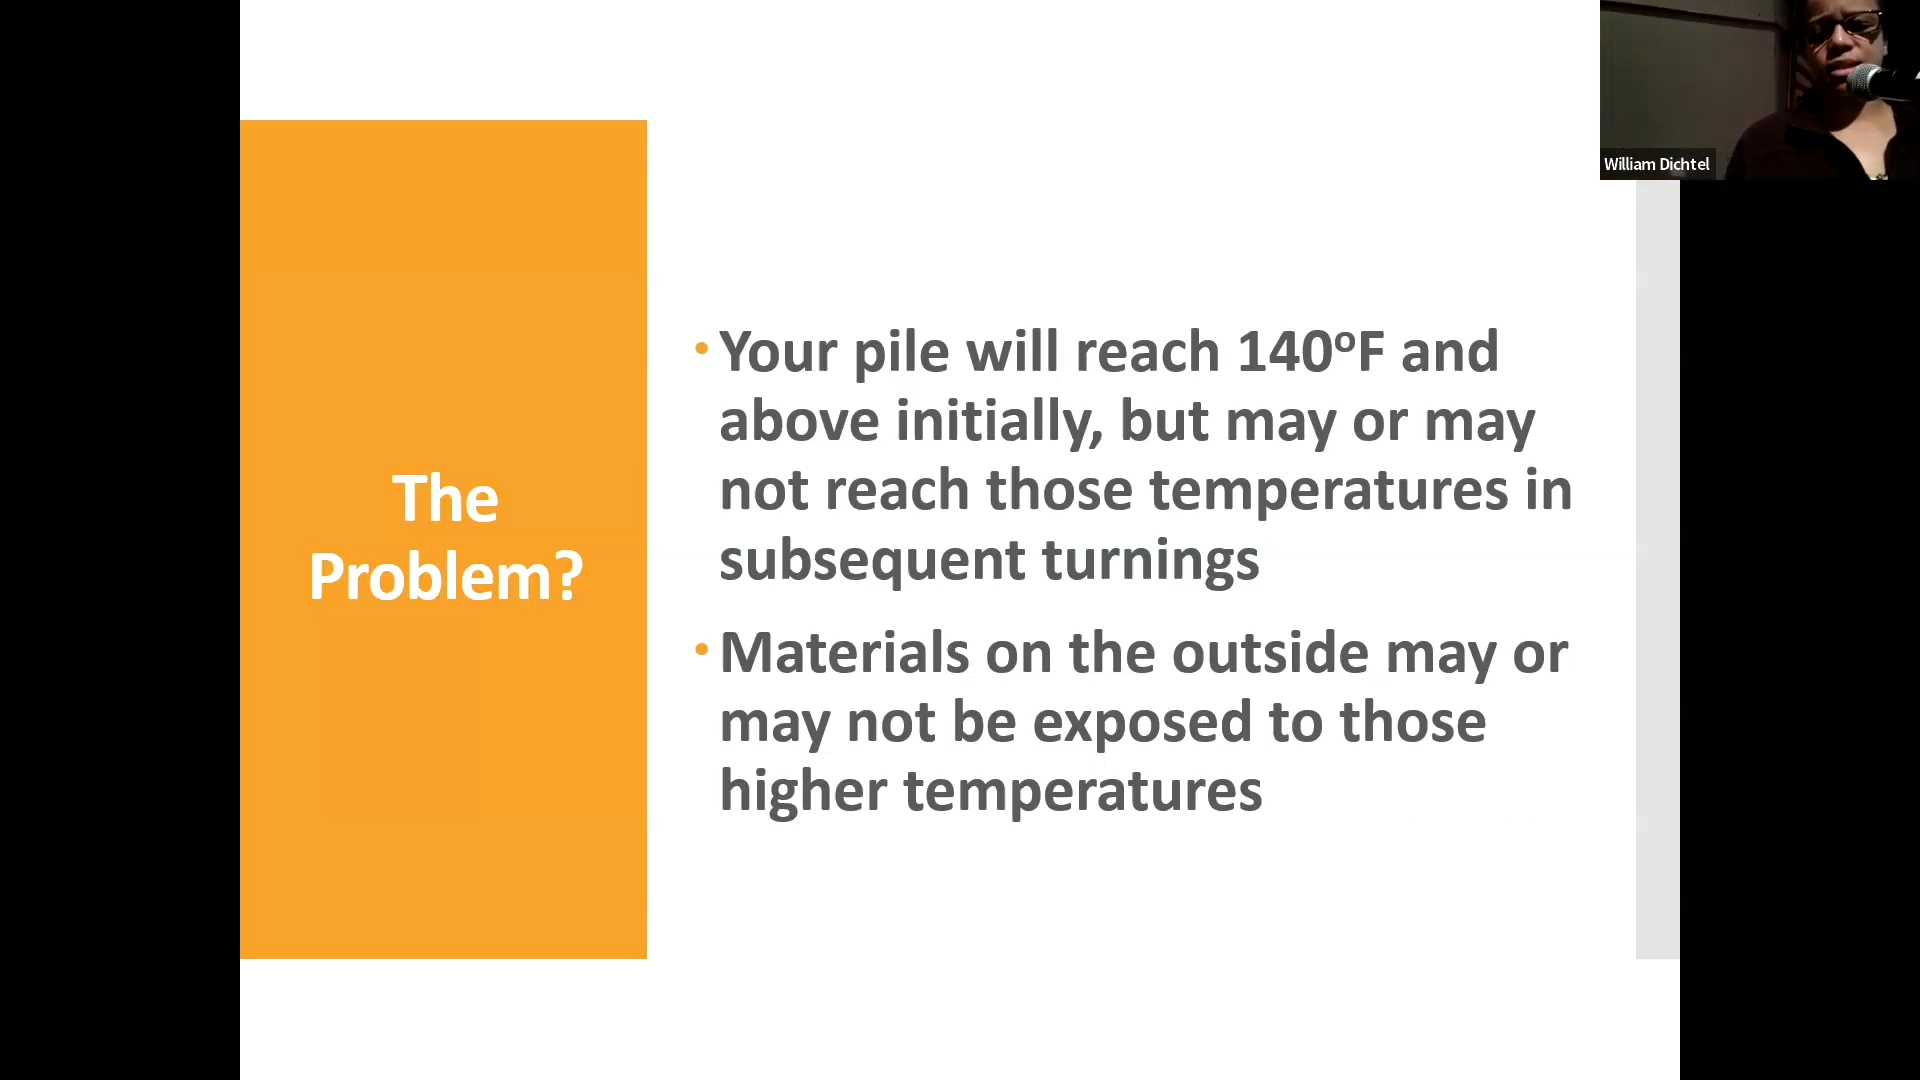 William Dichtel
The
Problem?
• Your pile will reach 140ºF and
above initially, but may or may
not reach those temperatures in
subsequent turnings
• Materials on the outside may or
may not be exposed to those
higher temperatures